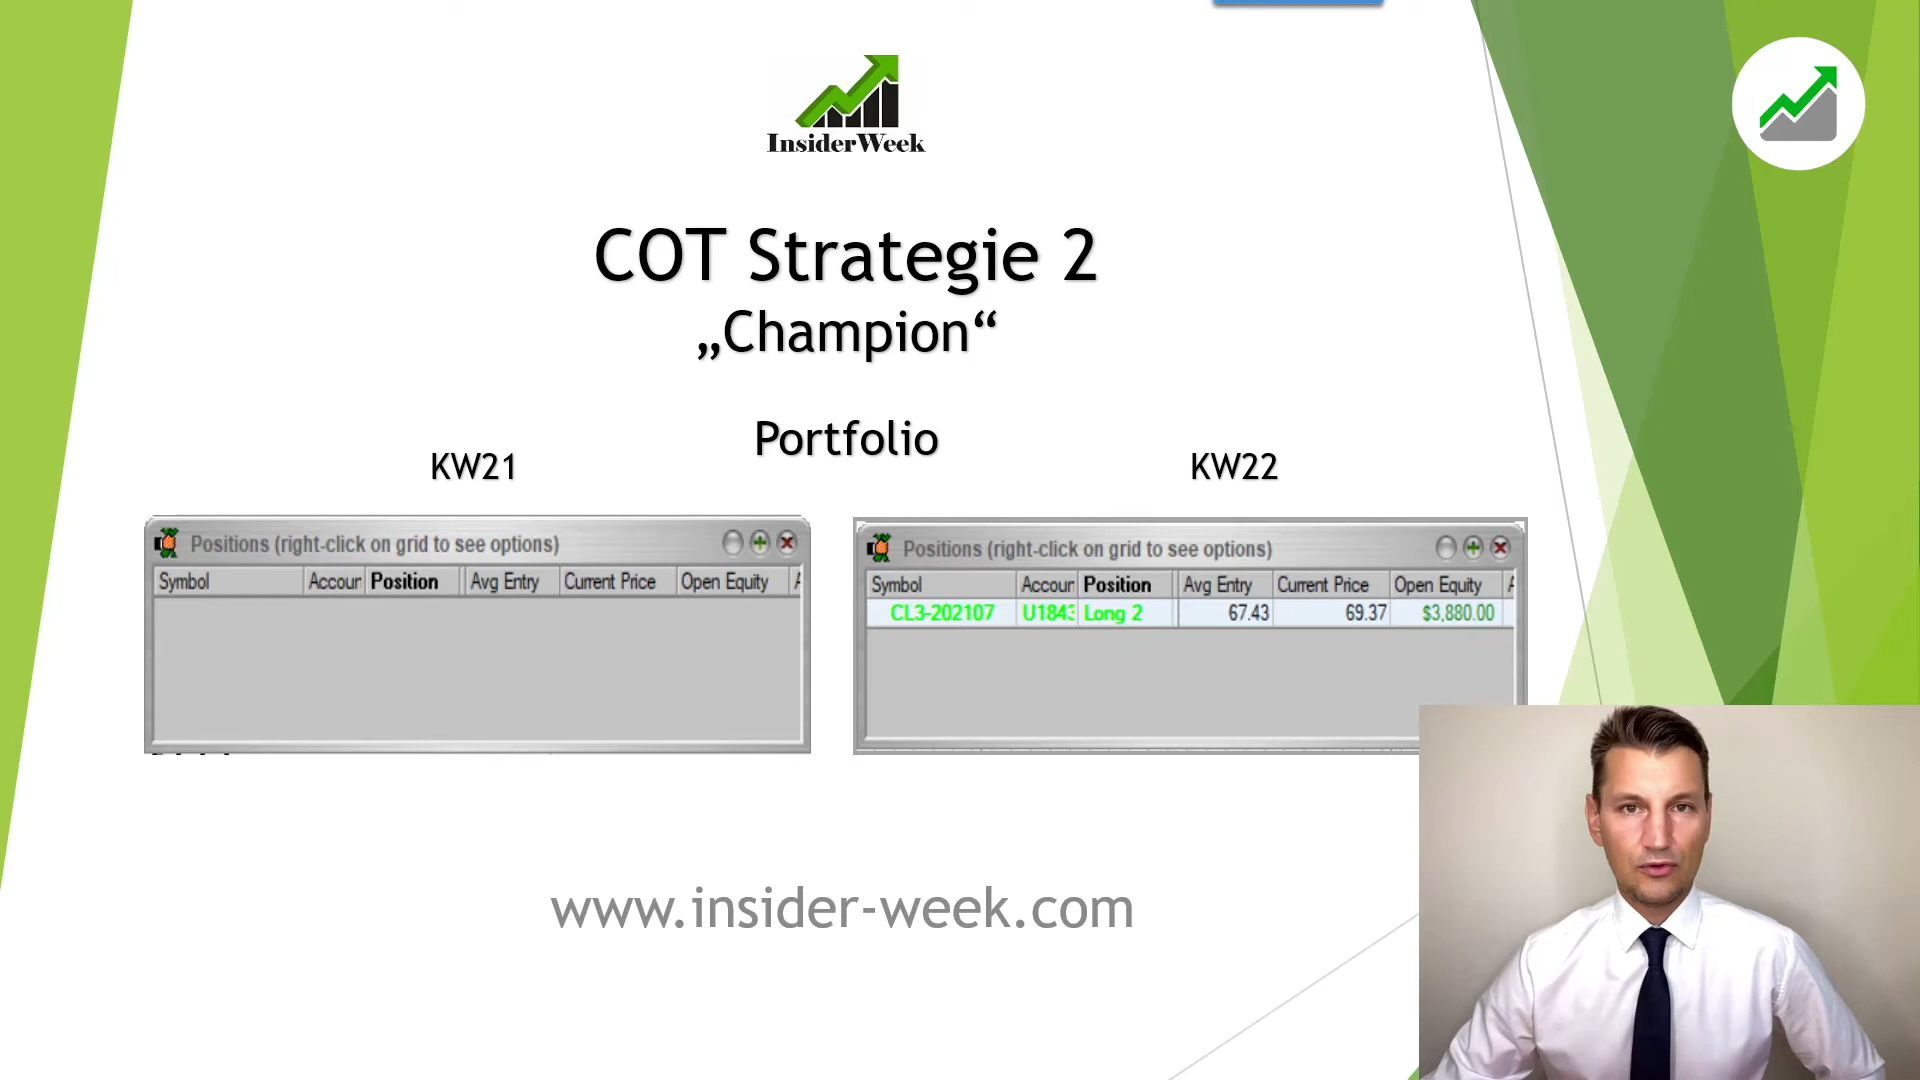 InsiderWeek
COT Strategie 2
„Champion“
Portfolio
KW21
KW22
Positions (right-click on grid to see options)
Symbol Accour Position Avg Entry Current Price Open Equity
Positions (right-click on grid to see options)
Symbol Accour Position Avg Entry Current Price Open Equity
CL3-202107 U1843 Long 2 67.43 69.37 $3,880.00
www.insider-week.com